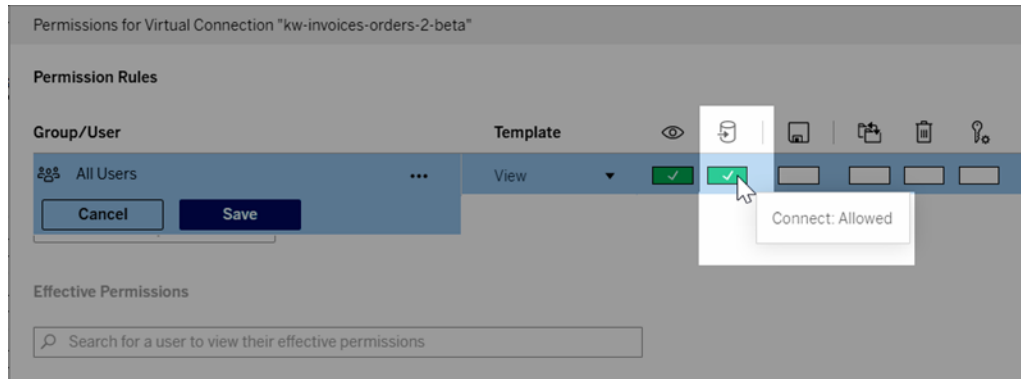 Permissions for Virtual Connection "kw-invoices-orders-2-beta"
Permission Rules
Group/User Template
All Users ... View
Cancel Save
Connect: Allowed
Effective Permissions
Search for a user to view their effective permissions